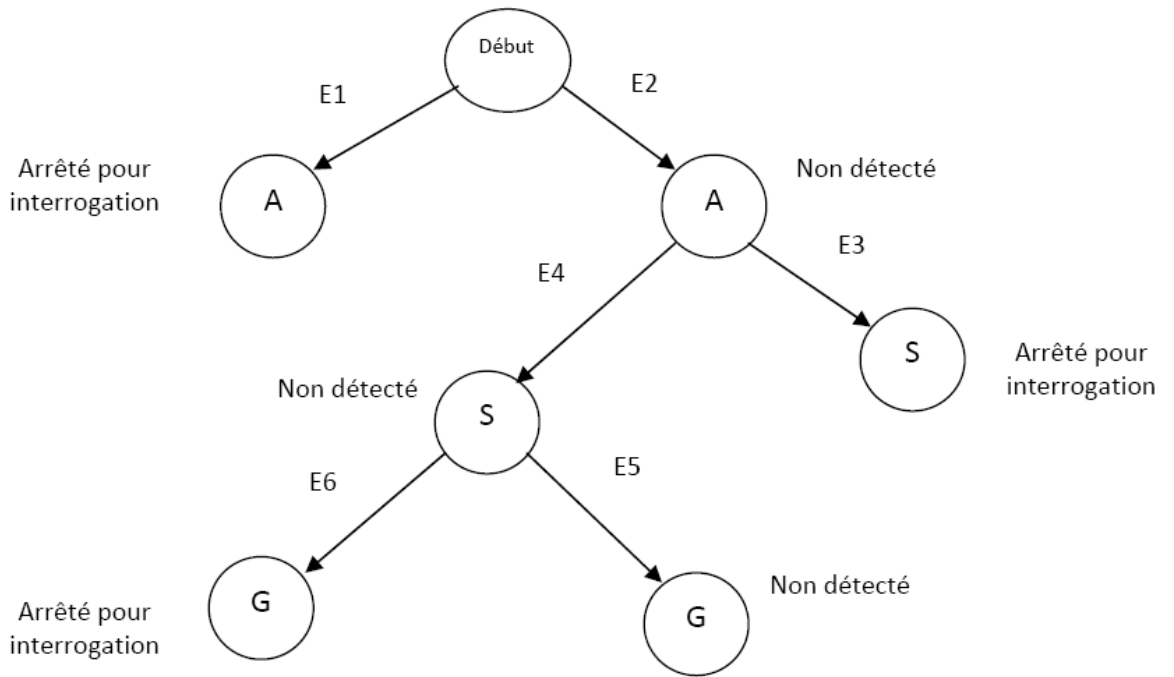 Début
E1
E2
Arrêté pour
interrogation
A
A
Non détecté
E3
E4
S
Arrêté pour
interrogation
Non détecté
S
E6
E5
G
Arrêté pour
interrogation
G
Non détecté